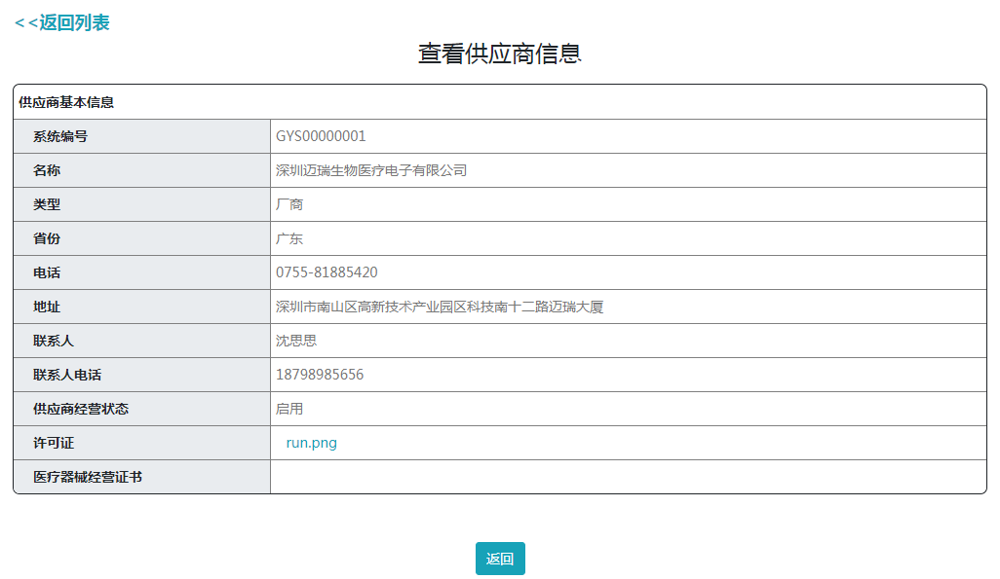 <<返回列表
查看供应商信息
供应商基本信息
系统编号 GYS00000001
名称 深圳迈瑞生物医疗电子有限公司
类型 厂商
省份 广东
电话 0755-81885420
地址 深圳市南山区高新技术产业园区科技南十二路迈瑞大厦
联系人 沈思思
联系人电话 18798985656
供应商经营状态 启用
许可证 run.png
医疗器械经营证书
返回